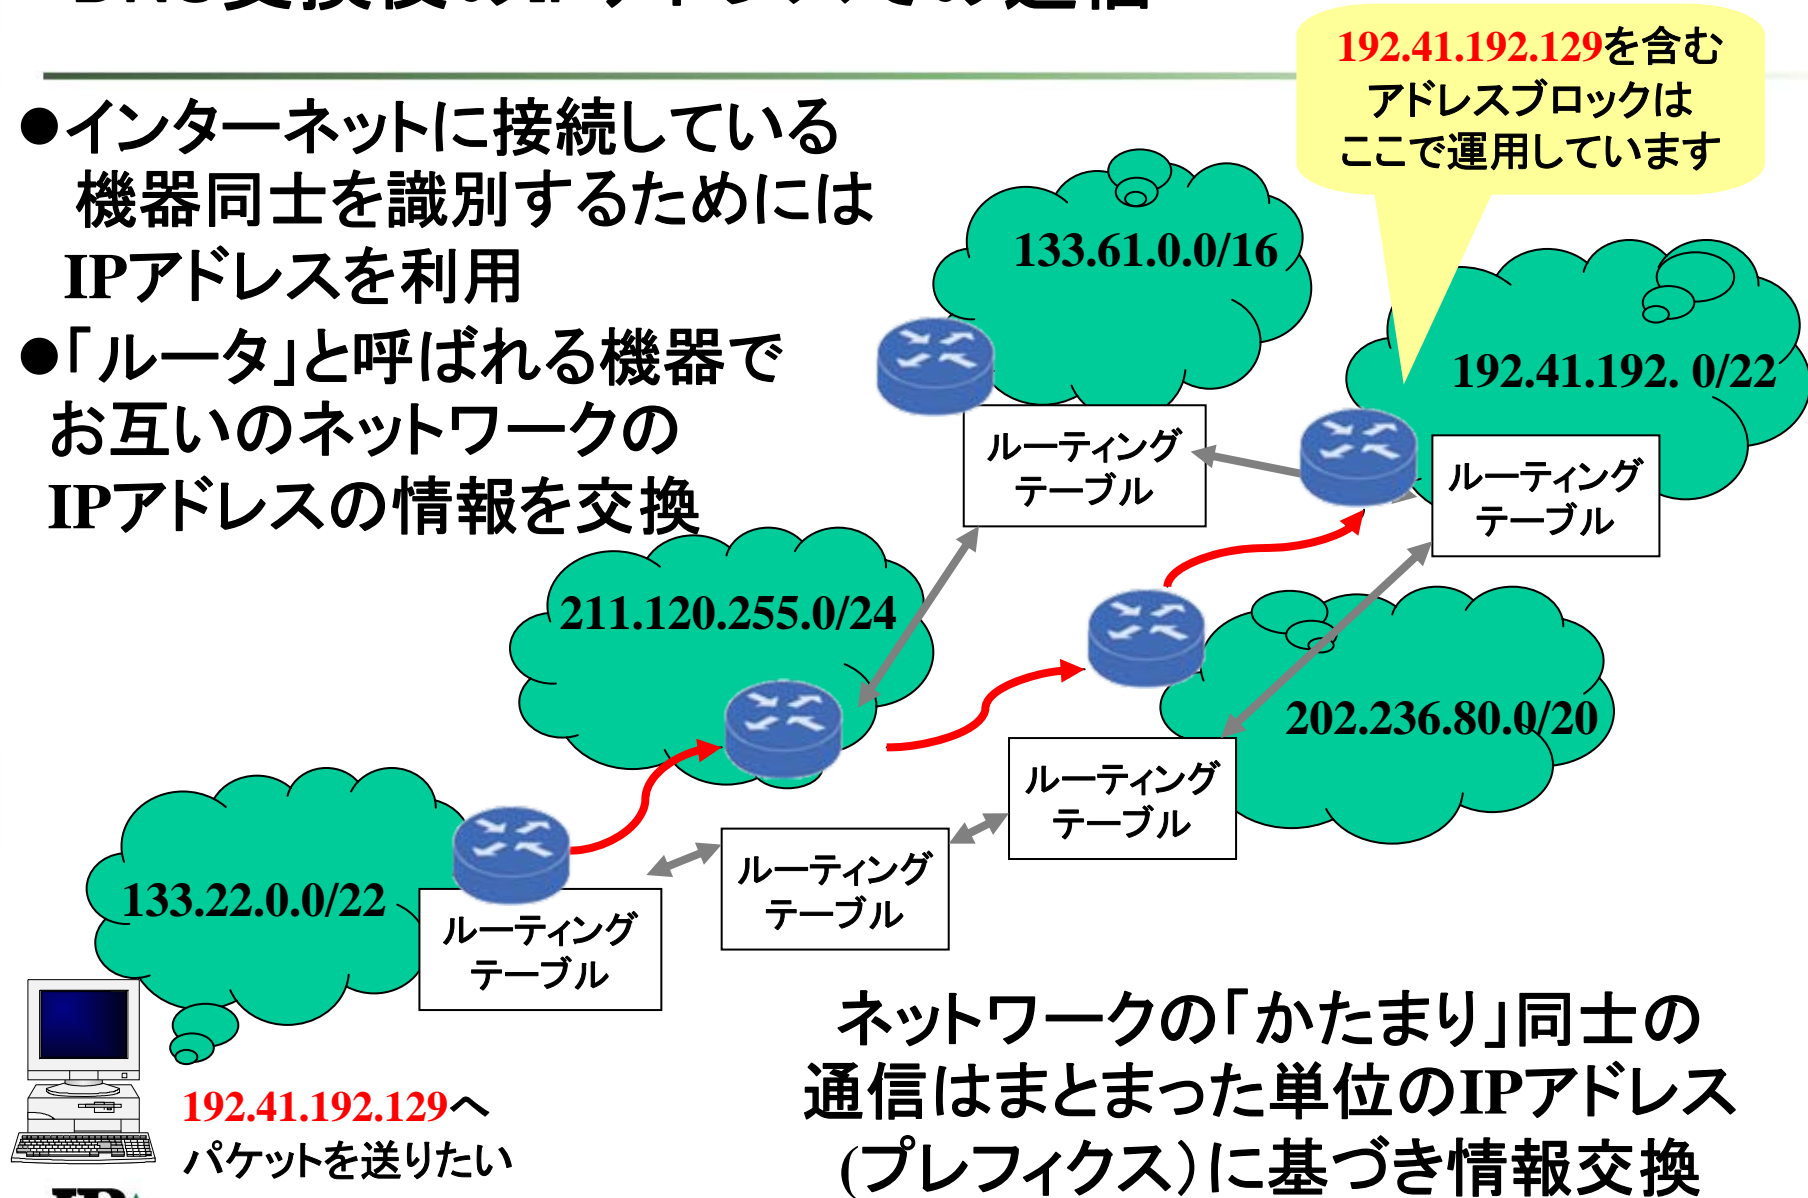 インターネットに接続している
機器同士を識別するためには
IPアドレスを利用
●「ルータ」と呼ばれる機器で
お互いのネットワークの
IPアドレスの情報を交換
192.41.192.129を含む
アドレスブロックは
ここで運用しています
133.61.0.0/16
192.41.192. 0/22
ルーティング
テーブル
ルーティング
テーブル
211.120.255.0/24
202.236.80.0/20
ルーティング
テーブル
ルーティング
テーブル
133.22.0.0/22
ルーティング
テーブル
192.41.192.129へ
パケットを送りたい
ネットワークの「かたまり」同士の
通信はまとまった単位のIPアドレス
(プレフィクス)に基づき情報交換